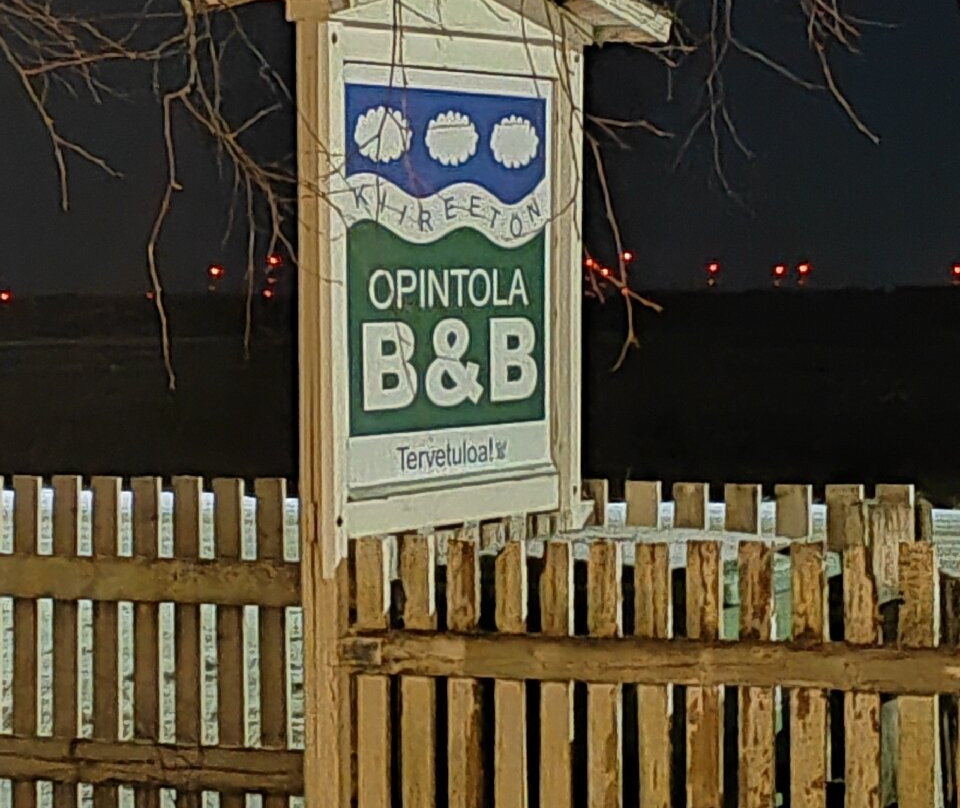 KIIREETÖN
OPINTOLA
B&B
Tervetuloa!